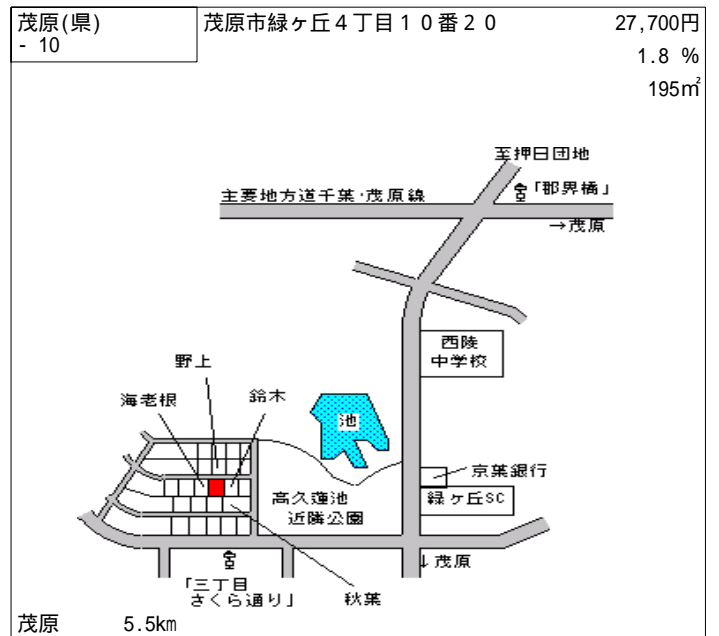 茂原(県)
- 10
茂原市緑ヶ丘４丁目１０番２０
27,700円
1.8 %
195㎡
至押日団地
主要地方道千葉・茂原線
「郡界橋」
→茂原
西陵
中学校
野上
海老根
鈴木
池
京葉銀行
高久蓮池
近隣公園
緑ヶ丘SC
↓茂原
「三丁目
さくら通り」
秋葉
茂原 5.5km